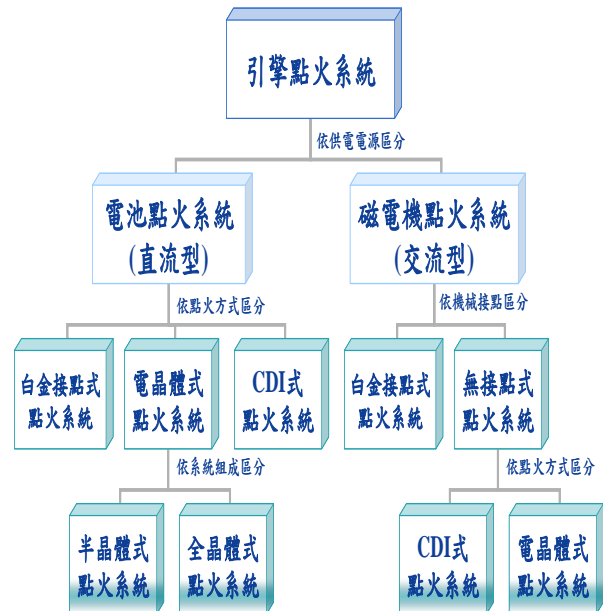 引擎點火系統
依供電電源區分
電池點火系統
(直流型)
磁電機點火系統
(交流型)
依點火方式區分
依機械接點區分
白金接點式
點火系統
電晶體式
點火系統
CDI式
點火系統
白金接點式
點火系統
無接點式
點火系統
依系統組成區分
依點火方式區分
半晶體式
點火系統
全晶體式
點火系統
CDI式
點火系統
電晶體式
點火系統